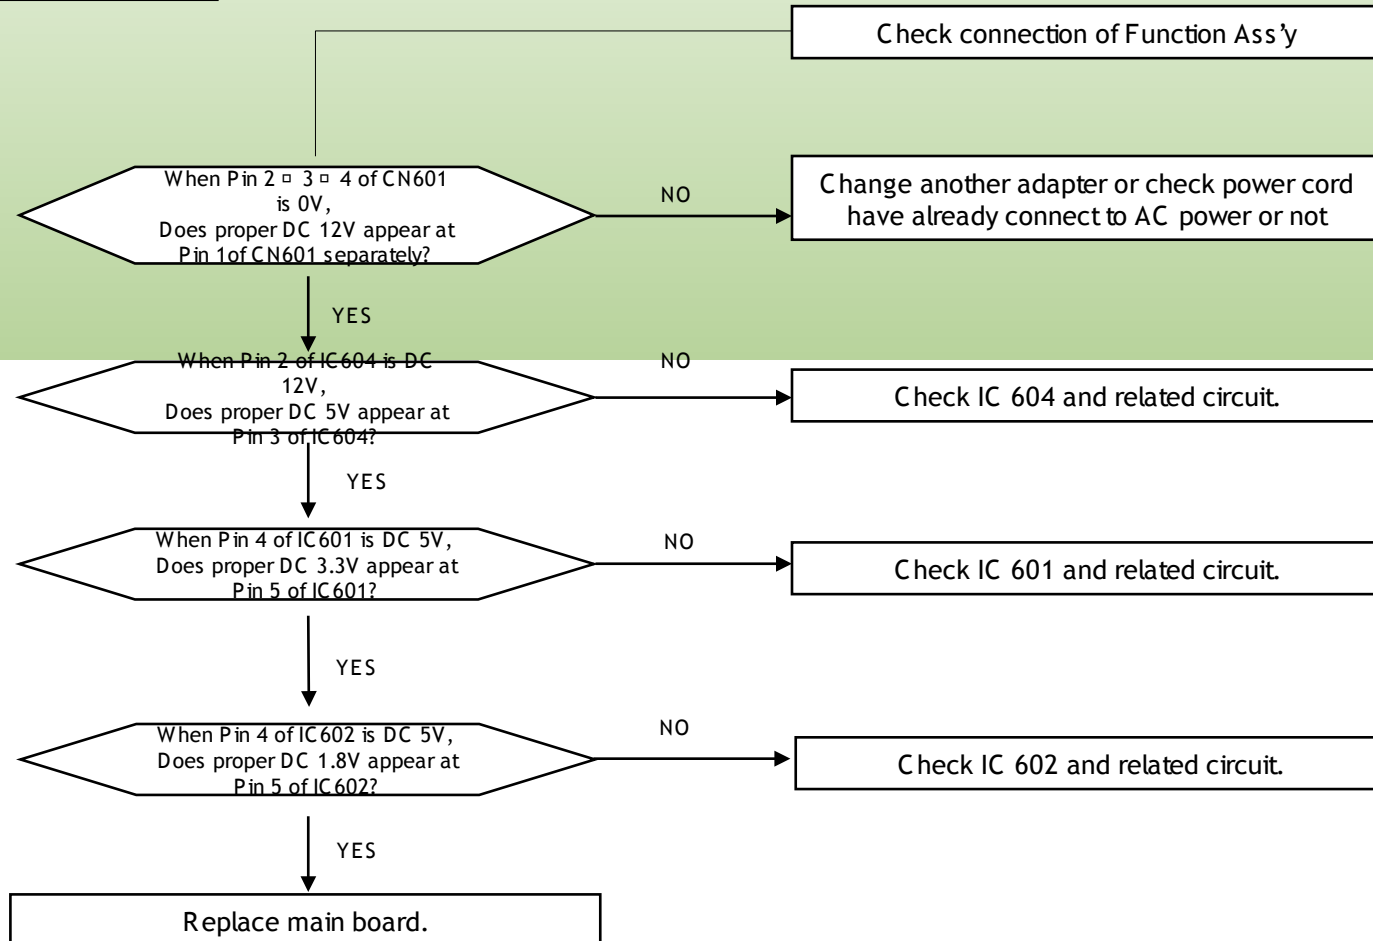 Check connection of Function Ass’y
When Pin 2 □ 3 □ 4 of CN601
is 0V,
Does proper DC 12V appear at
Pin 1of CN601 separately?
NO
Change another adapter or check power cord
have already connect to AC power or not
YES
When Pin 2 of IC604 is DC
12V,
Does proper DC 5V appear at
Pin 3 of IC604?
NO
Check IC 604 and related circuit.
YES
When Pin 4 of IC601 is DC 5V,
Does proper DC 3.3V appear at
Pin 5 of IC601?
NO
Check IC 601 and related circuit.
YES
When Pin 4 of IC602 is DC 5V,
Does proper DC 1.8V appear at
Pin 5 of IC602?
NO
Check IC 602 and related circuit.
YES
Replace main board.